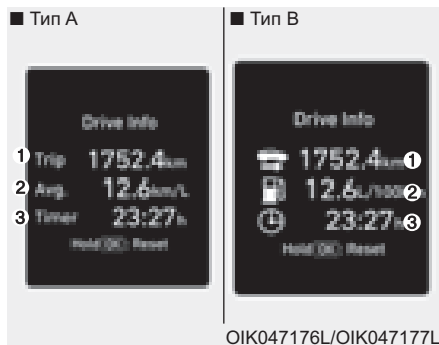 ■ Тип A
Drive Info
1 Trip 1752.4km
2 Avg. 12.6km/L
3 Timer 23:27h
Hold OK : Reset
■ Тип B
Drive Info
1752.4km 1
12.6L/100km 2
23:27h 3
Hold OK : Reset
OIK047176L/OIK047177L